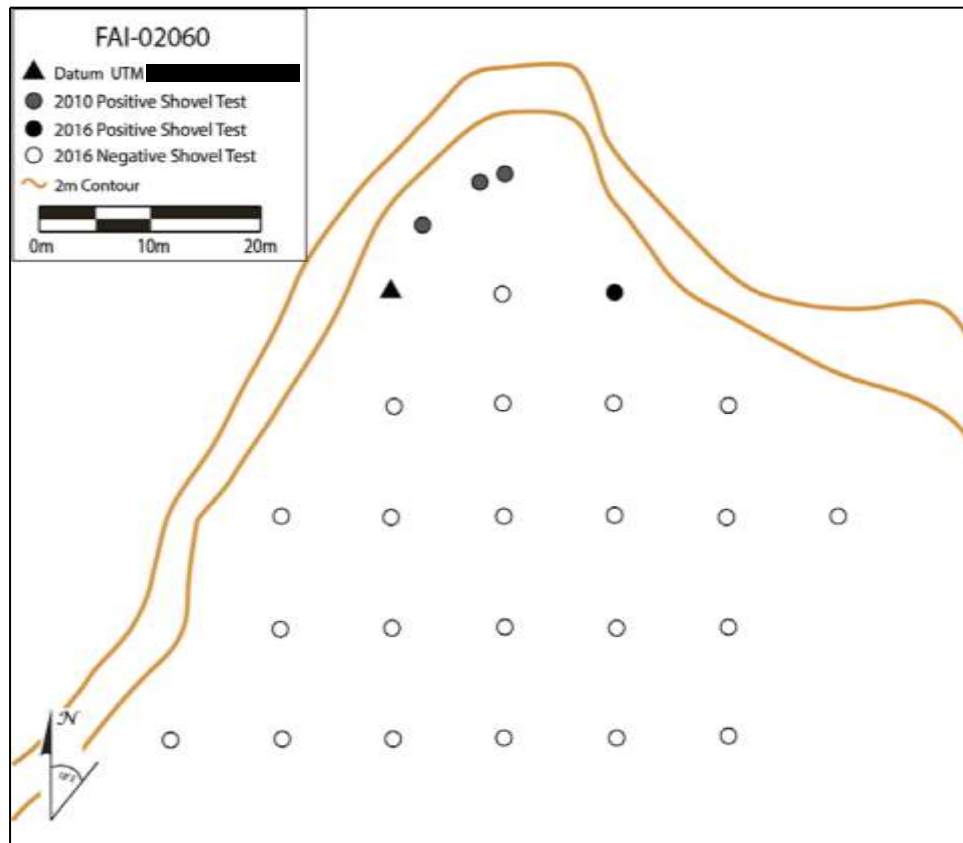 FAI-02060
Datum UTM
2010 Positive Shovel Test
2016 Positive Shovel Test
2016 Negative Shovel Test
2m Contour
0m 10m 20m
N